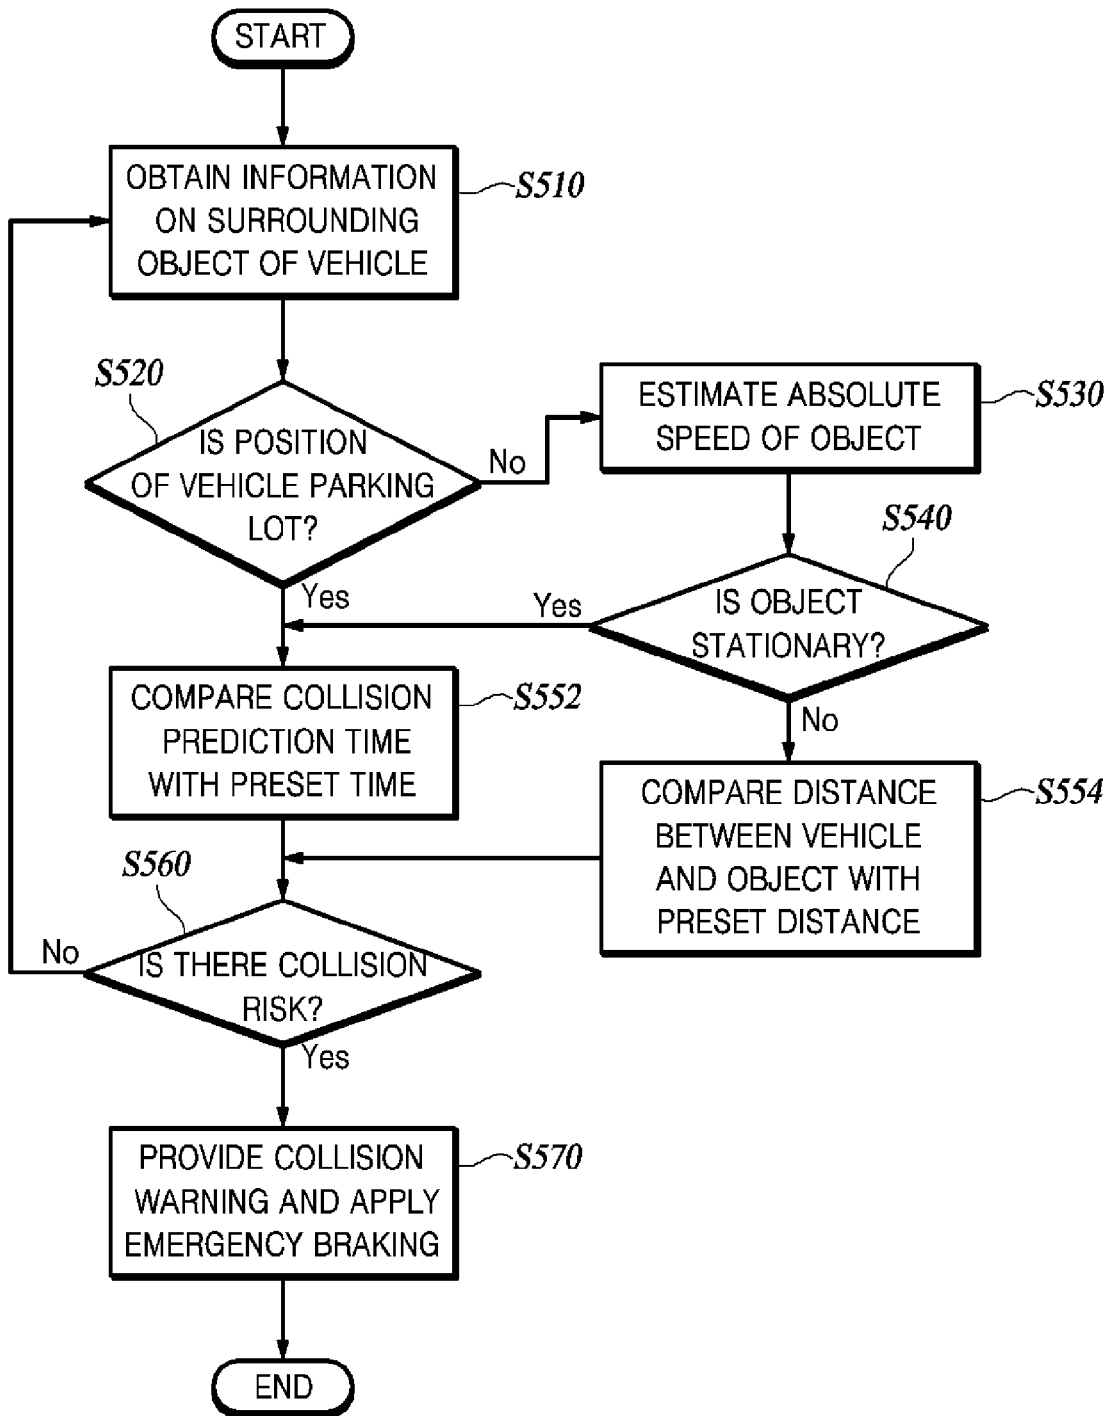 START
OBTAIN INFORMATION
ON SURROUNDING
OBJECT OF VEHICLE
S510
S520
IS POSITION
OF VEHICLE PARKING
LOT?
No
Yes
ESTIMATE ABSOLUTE
SPEED OF OBJECT
S530
S540
IS OBJECT
STATIONARY?
Yes
No
COMPARE COLLISION
PREDICTION TIME
WITH PRESET TIME
S552
COMPARE DISTANCE
BETWEEN VEHICLE
AND OBJECT WITH
PRESET DISTANCE
S554
S560
IS THERE COLLISION
RISK?
No
Yes
PROVIDE COLLISION
WARNING AND APPLY
EMERGENCY BRAKING
S570
END